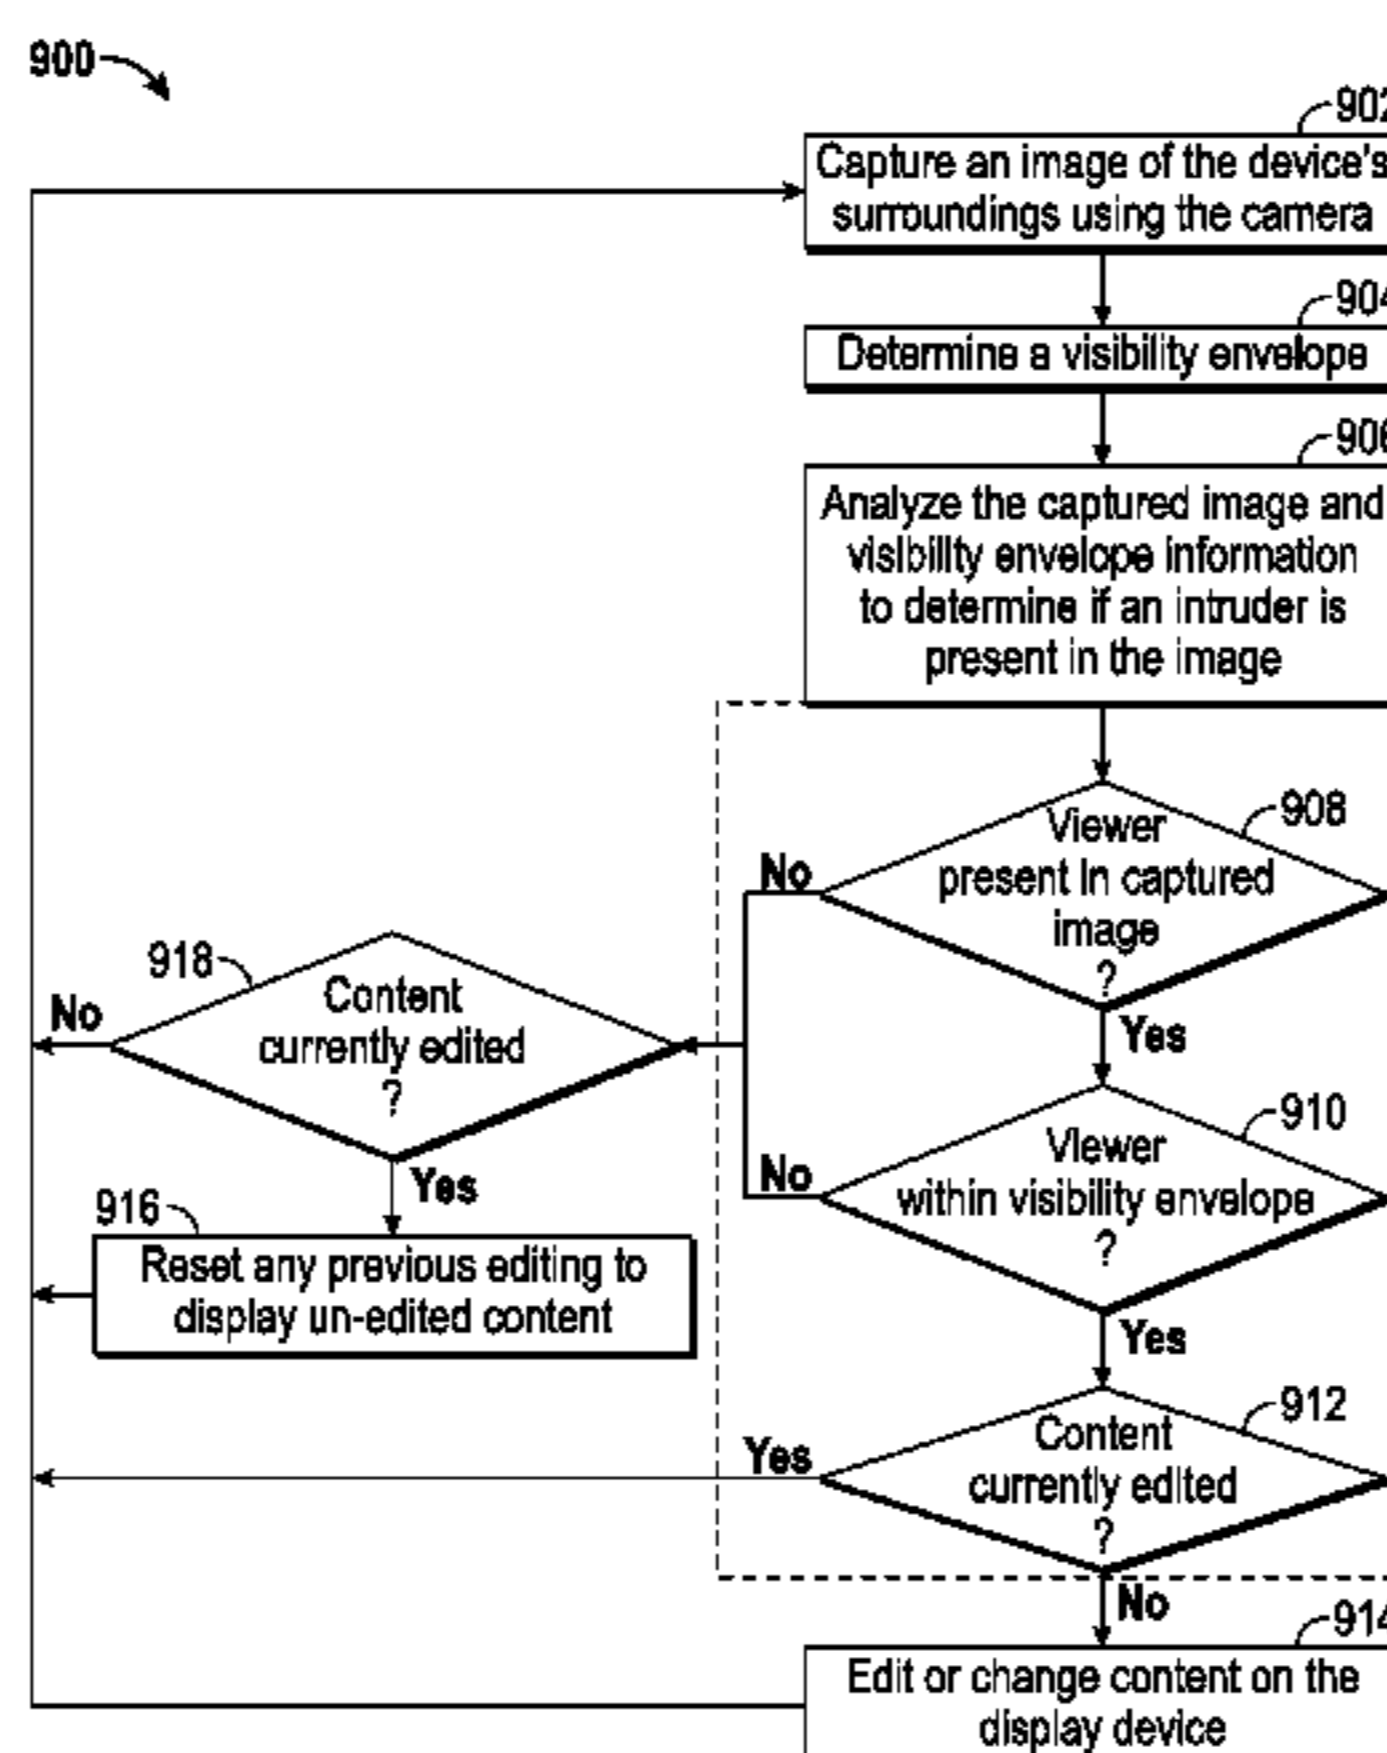 900
902
Capture an image of the device's
surroundings using the camera
904
Determine a visibility envelope
906
Analyze the captured image and
visibility envelope information
to determine if an intruder is
present in the image
908
Viewer
present in captured
image
?
No
Yes
918
Content
currently edited
?
No
Yes
910
Viewer
within visibility envelope
?
No
Yes
916
Reset any previous editing to
display un-edited content
912
Content
currently edited
?
Yes
No
914
Edit or change content on the
display device